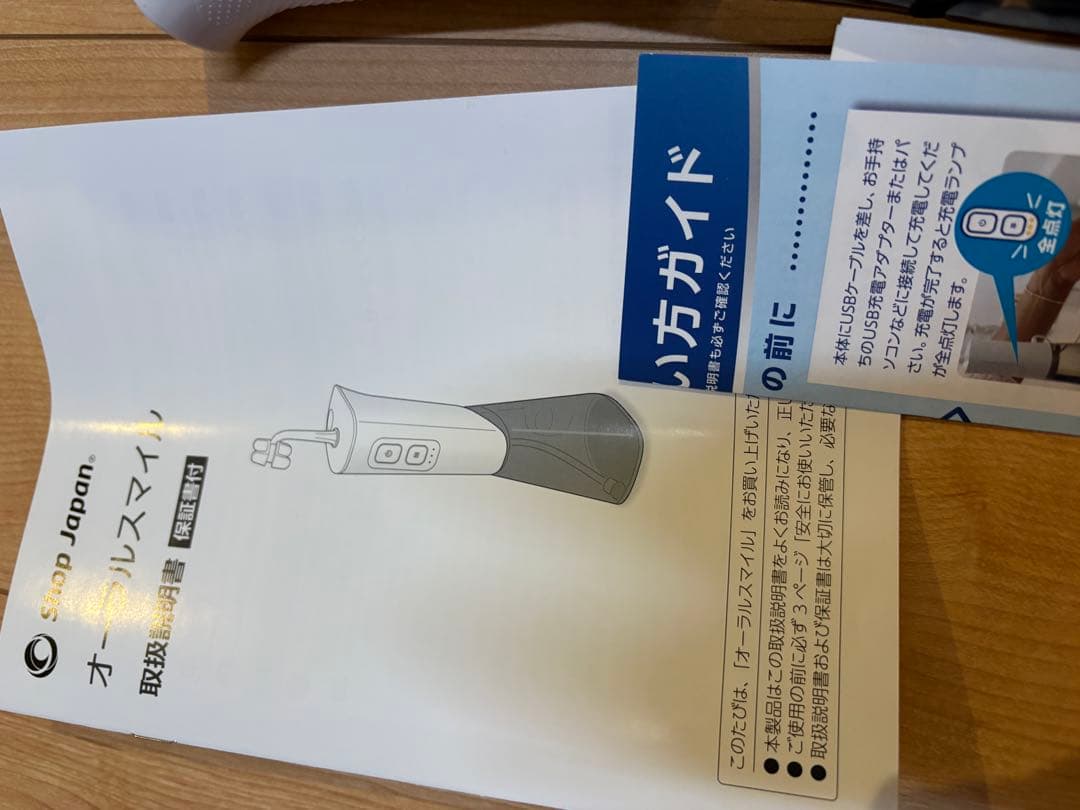 Shop Japan®
オーラルスマイル
取扱説明書 保証書付
このたびは、「オーラルスマイル」をお買い上げいた
●本製品はこの取扱説明書をよくお読みになり、正し
●ご使用の前に必ず3ページ「安全にお使いいただ
●取扱説明書および保証書は大切に保管し、必要な
い方ガイド
説明書も必ずご確認ください
の前に
本体にUSBケーブルを差し、お手持
ちのUSB充電アダプターまたはパ
ソコンなどに接続して充電してくだ
さい。充電が完了すると充電ランプ
が全点灯します。
全点灯